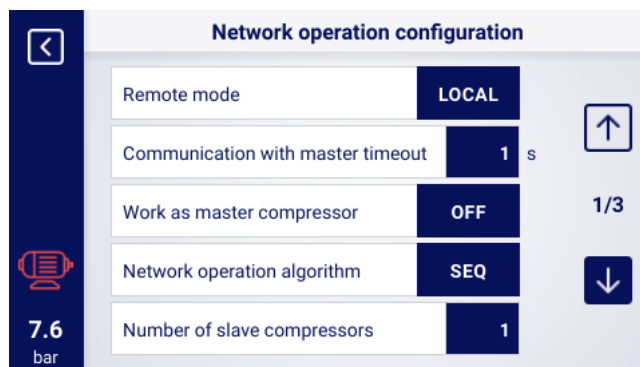 Network operation configuration
Remote mode LOCAL
Communication with master timeout 1 s
Work as master compressor OFF
1/3
Network operation algorithm SEQ
Number of slave compressors 1
7.6
bar